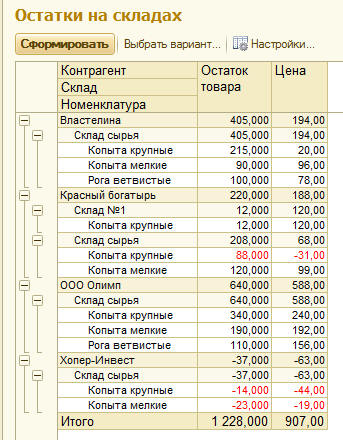 Остатки на складах
Сформировать Выбрать вариант... Настройки...
Контрагент Остаток товара Цена
Склад
Номенклатура
Властелина 405,000 194,00
Склад сырья 405,000 194,00
Копыта крупные 215,000 20,00
Копыта мелкие 90,000 96,00
Рога ветвистые 100,000 78,00
Красный богатырь 220,000 188,00
Склад №1 12,000 120,00
Копыта крупные 12,000 120,00
Склад сырья 208,000 68,00
Копыта крупные 88,000 -31,00
Копыта мелкие 120,000 99,00
ООО Олимп 640,000 588,00
Склад сырья 640,000 588,00
Копыта крупные 340,000 240,00
Копыта мелкие 190,000 192,00
Рога ветвистые 110,000 156,00
Хопер-Инвест -37,000 -63,00
Склад сырья -37,000 -63,00
Копыта крупные -14,000 -44,00
Копыта мелкие -23,000 -19,00
Итого 1 228,000 907,00